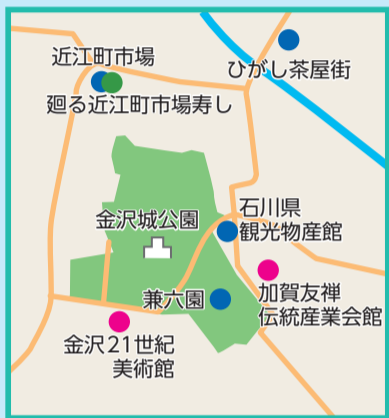 近江町市場
ひがし茶屋街
廻る近江町市場寿し
金沢城公園
石川県
観光物産館
兼六園
加賀友禅
伝統産業会館
金沢21世紀
美術館